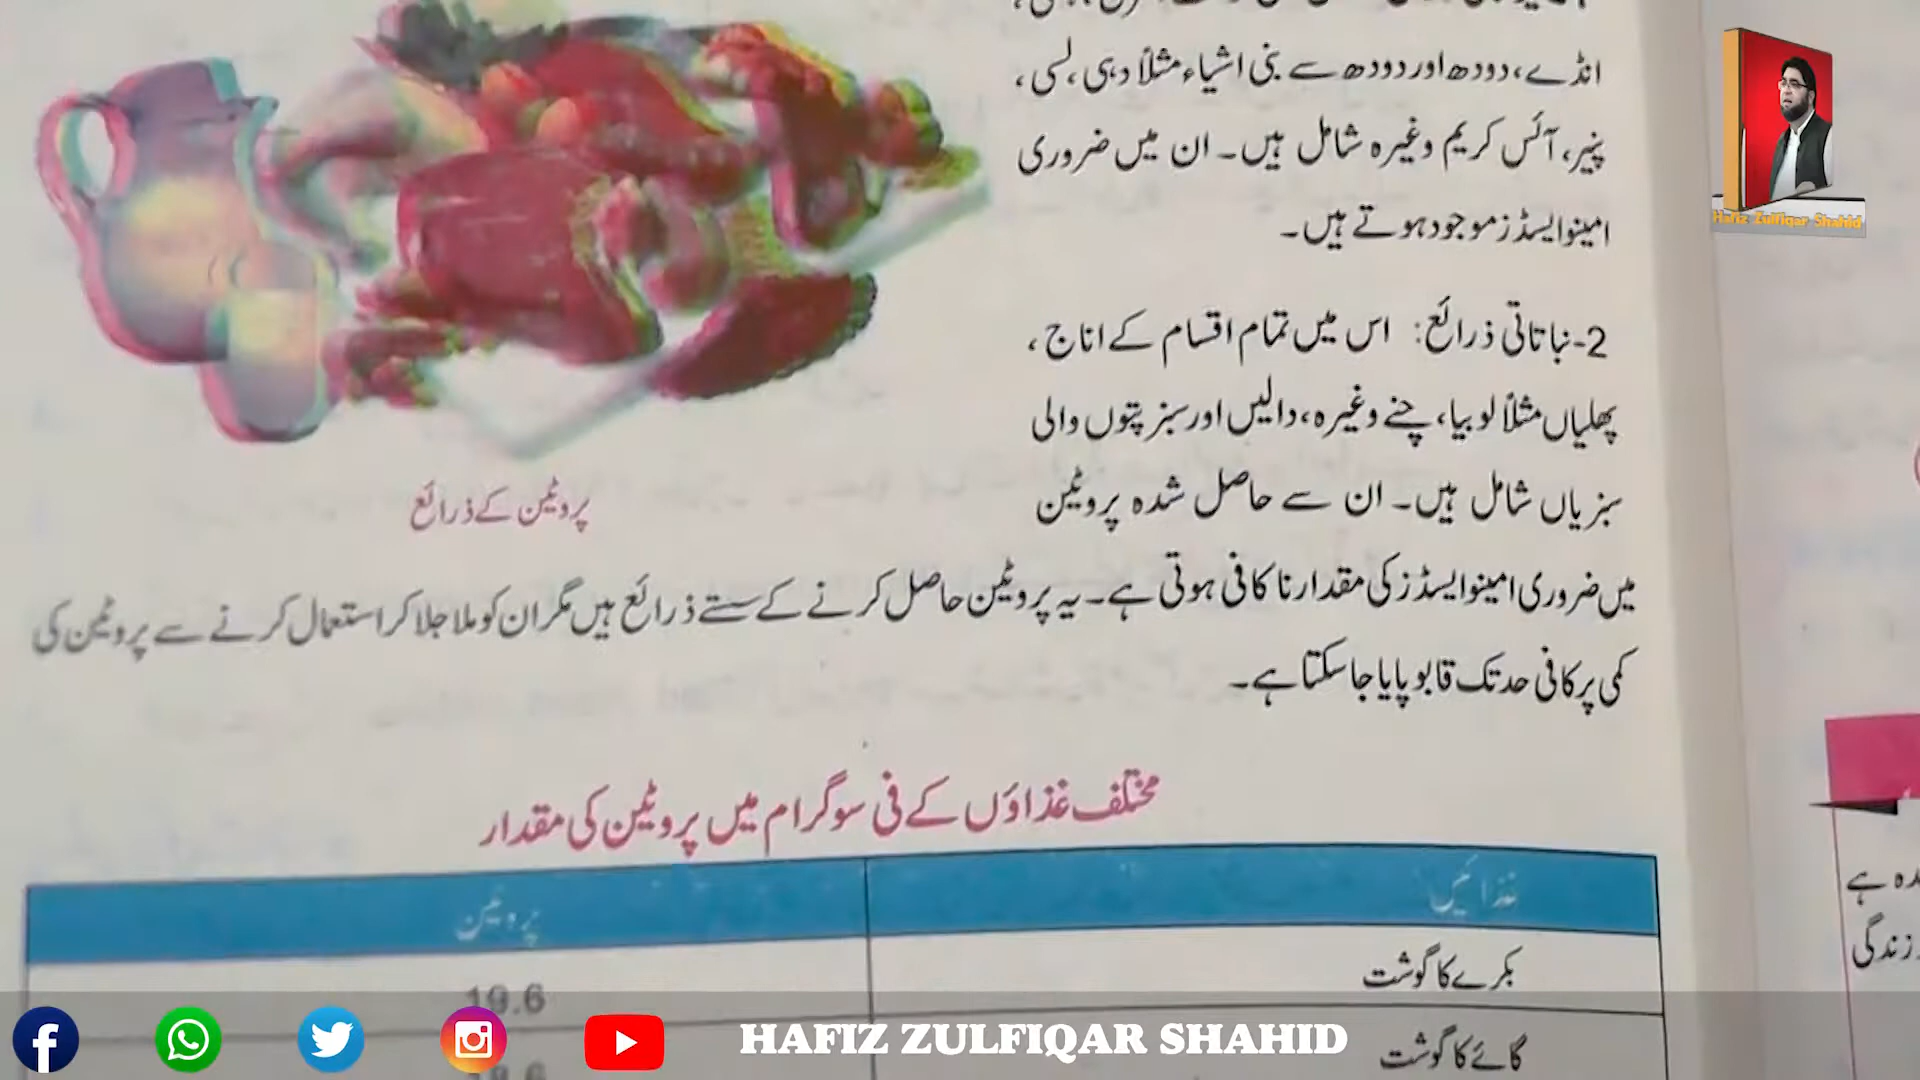 انڈے، دودھ اور دودھ سے بنی اشیاء مثلاً دہی، لسی،
پنیر، آئس کریم وغیرہ شامل ہیں۔ ان میں ضروری
امینوایسڈز موجود ہوتے ہیں۔
2- نباتاتی ذرائع: اس میں تمام اقسام کے اناج،
پھلیاں مثلاً لوبیا، چنے وغیرہ، دالیں اور سبز پتوں والی
سبزیاں شامل ہیں۔ ان سے حاصل شدہ پروٹین
میں ضروری امینوایسڈز کی مقدار ناکافی ہوتی ہے۔ یہ پروٹین حاصل کرنے کے سستے ذرائع ہیں مگر ان کو ملا جلا کر استعمال کرنے سے پروٹین کی
کمی پر کافی حد تک قابو پایا جا سکتا ہے۔
پروٹین کے ذرائع
مختلف غذاؤں کے فی سو گرام میں پروٹین کی مقدار
غذائیں پروٹین
بکرے کا گوشت 19.6
گائے کا گوشت
ہے
زندگی
Hafiz Zulfiqar Shahid
HAFIZ ZULFIQAR SHAHID